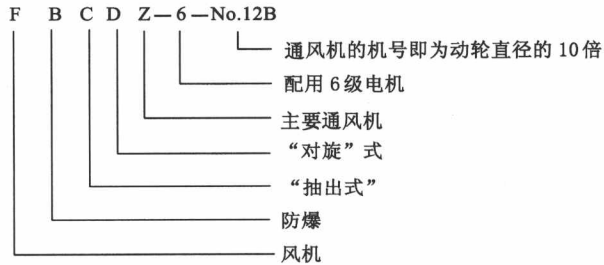 F B C D Z—6—No.12B
通风机的机号即为动轮直径的10倍
配用6级电机
主要通风机
“对旋”式
“抽出式”
防爆
风机